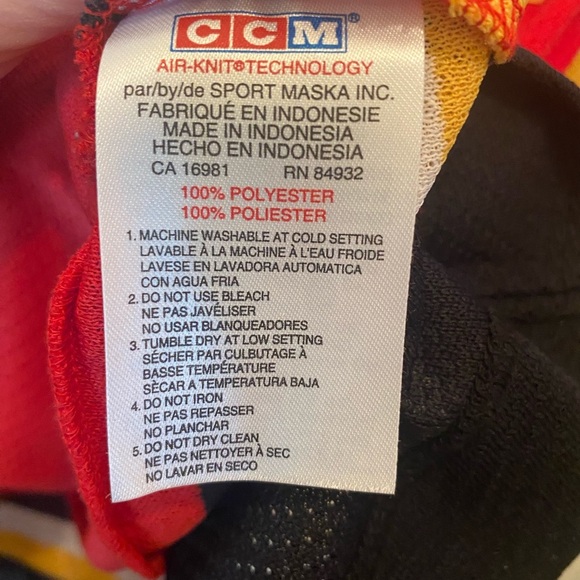 CCM®
AIR-KNIT®TECHNOLOGY
par/by/de SPORT MASKA INC.
FABRIQUÉ EN INDONESIE
MADE IN INDONESIA
HECHO EN INDONESIA
CA 16981 RN 84932
100% POLYESTER
100% POLIESTER
1. MACHINE WASHABLE AT COLD SETTING
LAVABLE À LA MACHINE À L'EAU FROIDE
LAVESE EN LAVADORA AUTOMATICA
CON AGUA FRIA
2. DO NOT USE BLEACH
NE PAS JAVÉLISER
NO USAR BLANQUEADORES
3. TUMBLE DRY AT LOW SETTING
SÉCHER PAR CULBUTAGE À
BASSE TEMPÉRATURE
SÈCAR A TEMPARATURA BAJA
4. DO NOT IRON
NE PAS REPASSER
NO PLANCHAR
5. DO NOT DRY CLEAN
NE PAS NETTOYER À SEC
NO LAVAR EN SECO